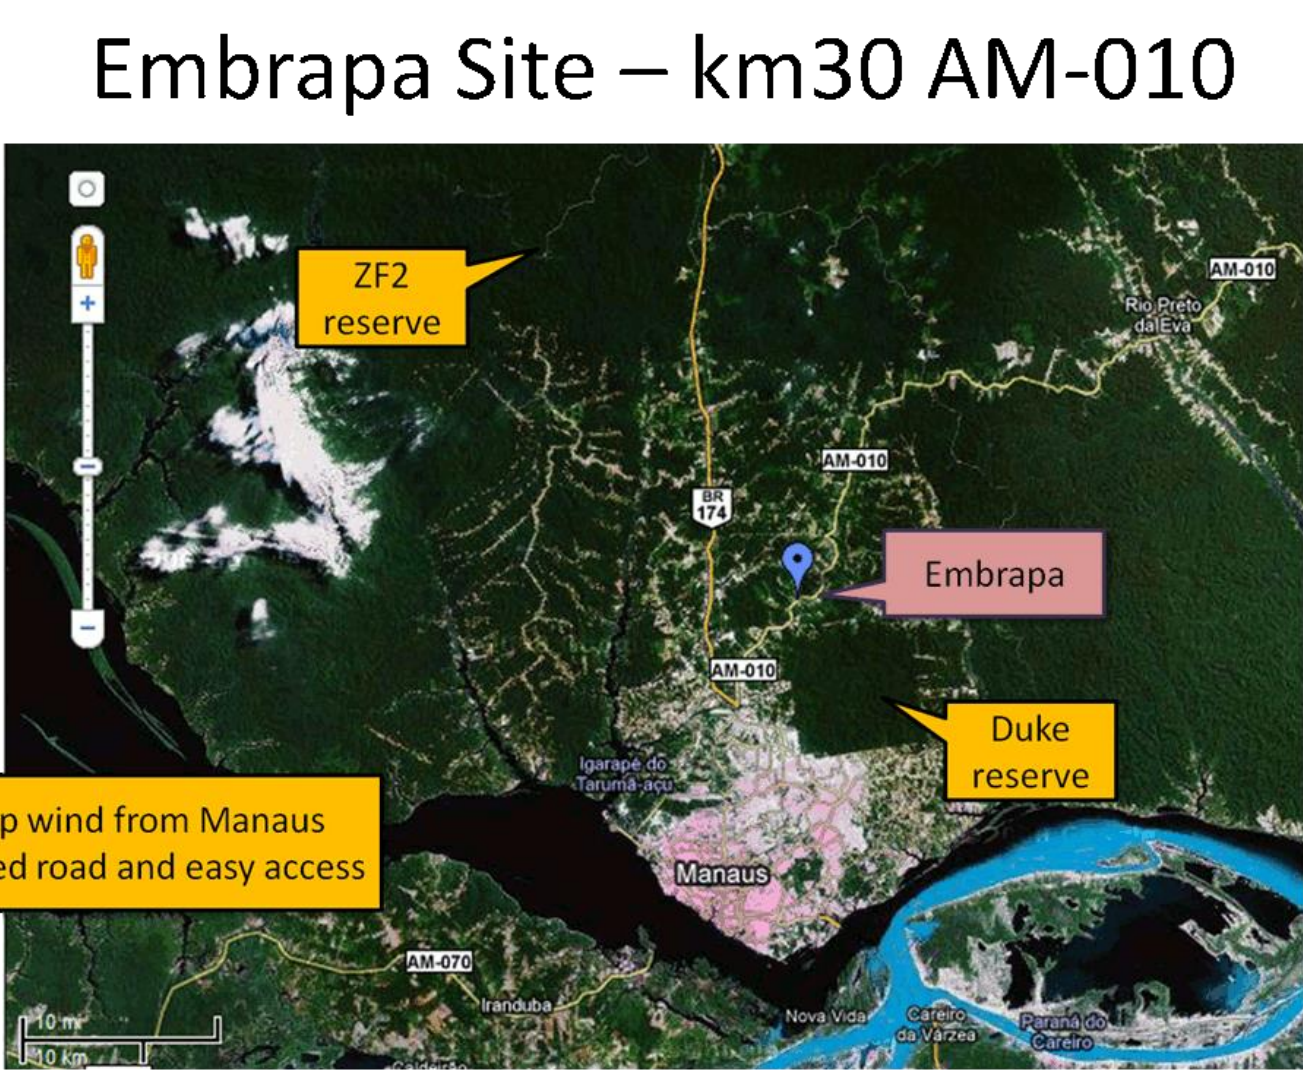 Embrapa Site – km30 AM-010
AM-010
ZF2
reserve
Rio Preto
da Eva
AM-010
BR
174
Embrapa
AM-010
Duke
reserve
Igarapé do
Tarumã-açu
p wind from Manaus
ed road and easy access
Manaus
AM-070
Iranduba
Nova Vida
Careiro
da Várzea
Paraná do
Careiro
10 mi
10 km